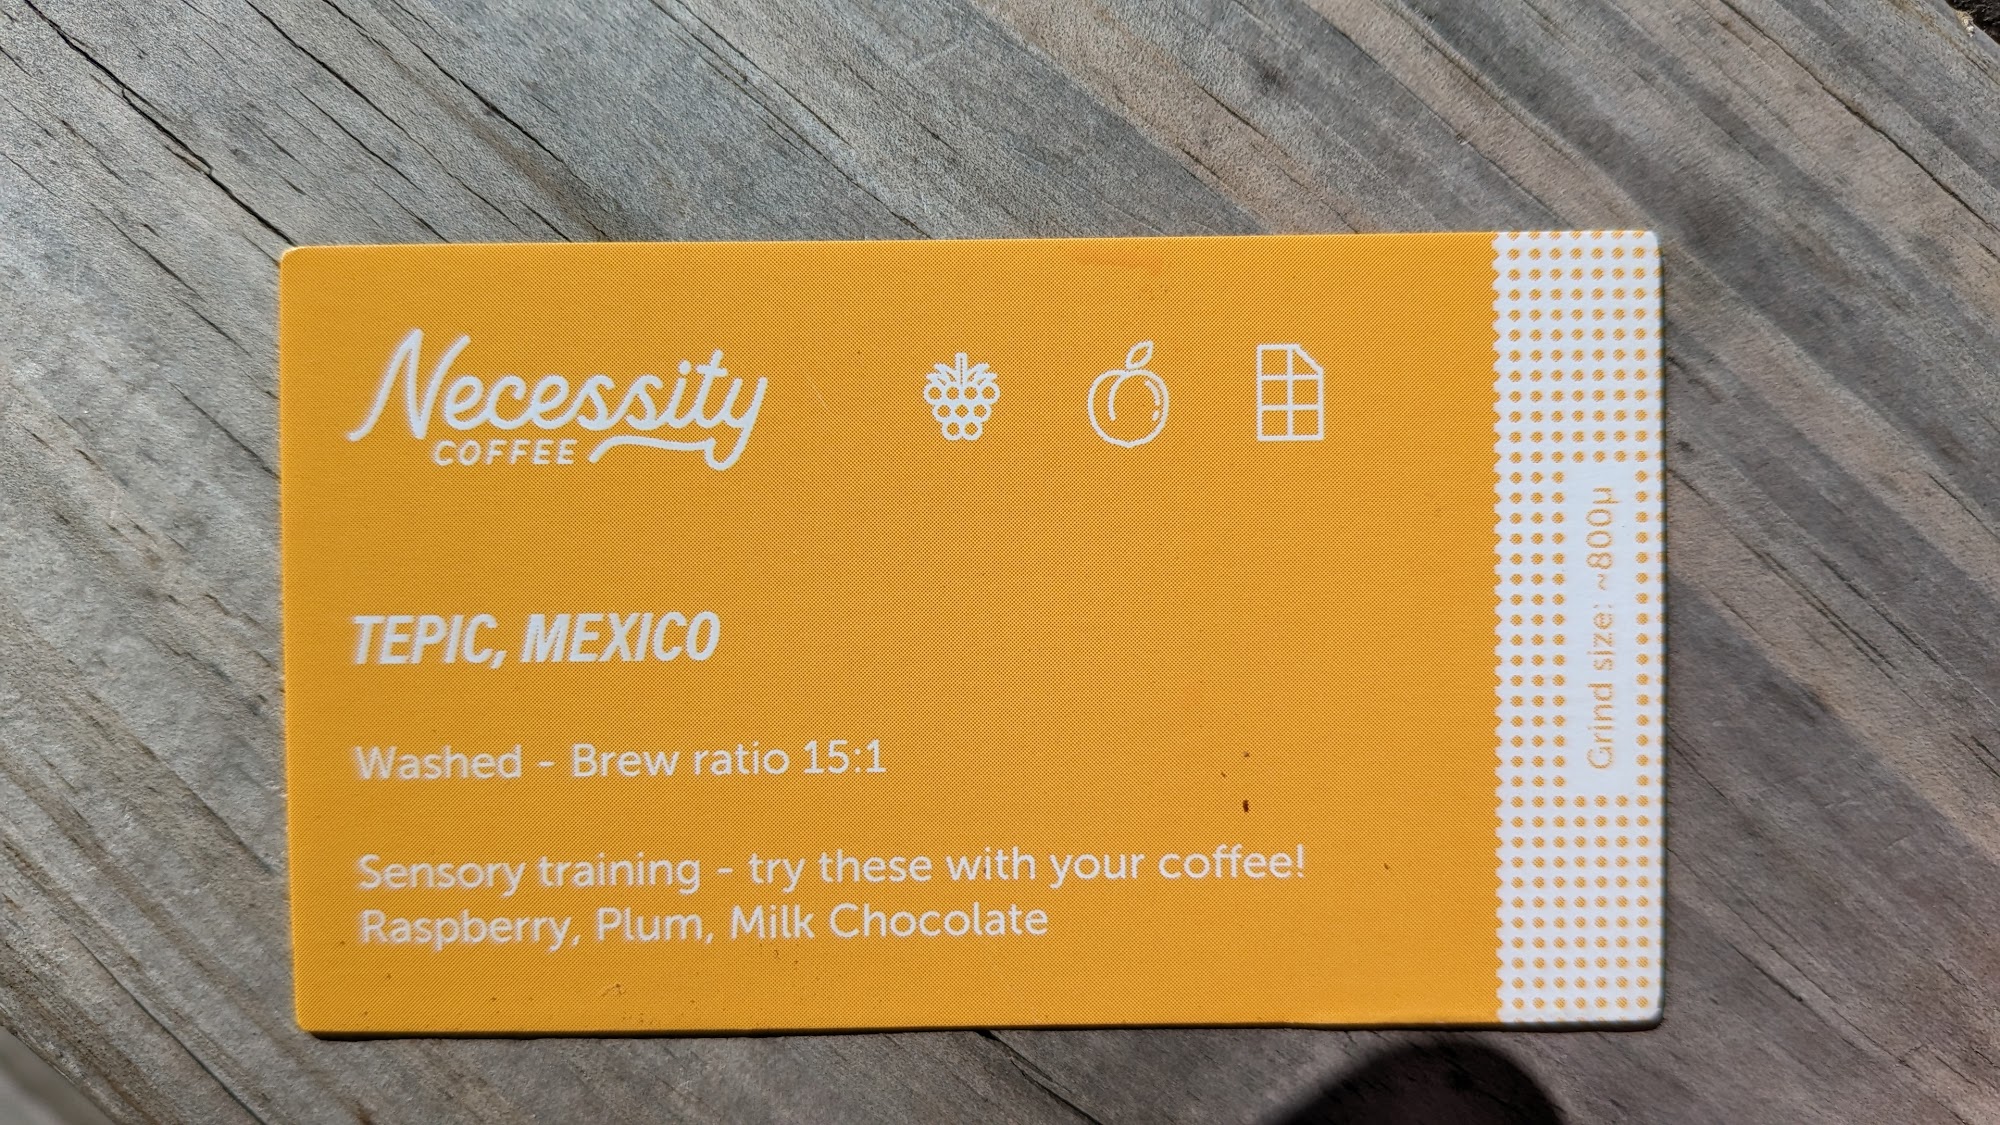 Necessity
COFFEE
TEPIC, MEXICO
Washed - Brew ratio 15:1
Sensory training - try these with your coffee!
Raspberry, Plum, Milk Chocolate
Grind size: ~800µ